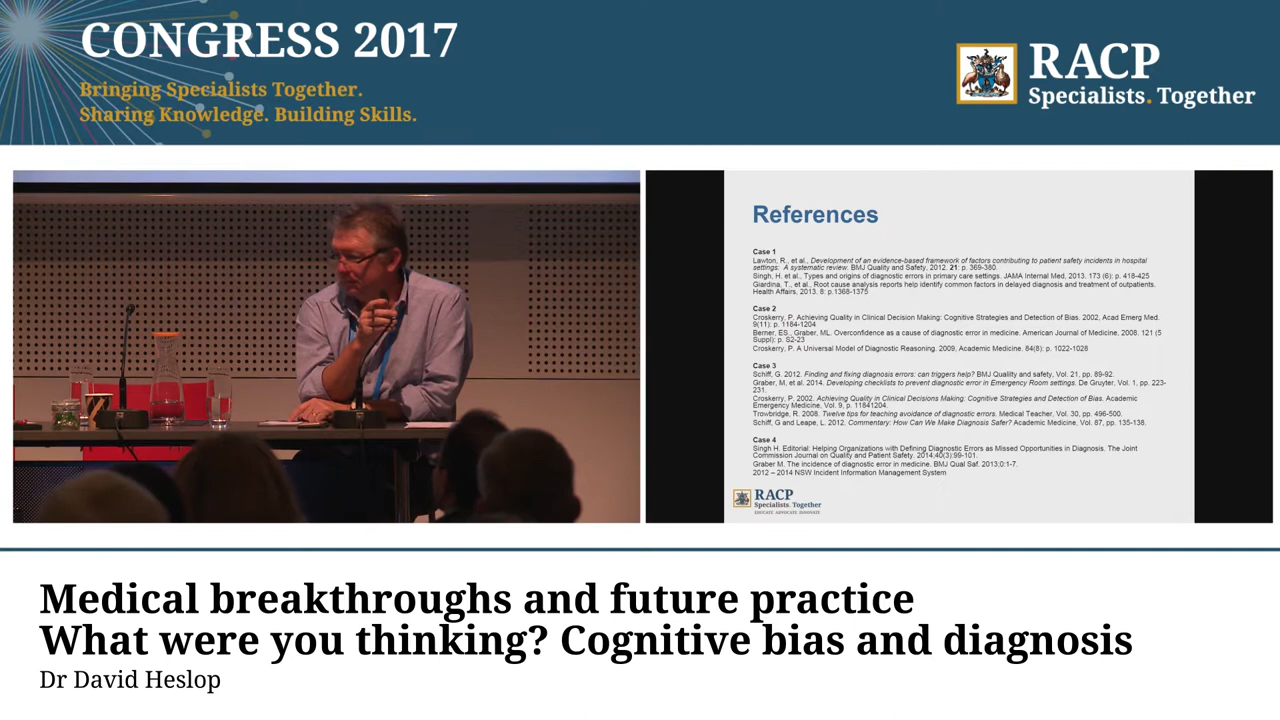 CONGRESS 2017
Bringing Specialists Together.
Sharing Knowledge. Building Skills.
RACP
Specialists. Together
References
Case 1
Lawton, R., et al., Development of an evidence-based framework of factors contributing to patient safety incidents in hospital
settings: A systematic review. BMJ Quality and Safety, 2012. 21: p. 369-380.
Singh, H. et al., Types and origins of diagnostic errors in primary care settings. JAMA Internal Med, 2013. 173 (6): p. 418-425
Giardina, T., et al., Root cause analysis reports help identify common factors in delayed diagnosis and treatment of outpatients.
Health Affairs, 2013. 8: p.1368-1375
Case 2
Croskerry, P. Achieving Quality in Clinical Decision Making: Cognitive Strategies and Detection of Bias. 2002, Acad Emerg Med.
9(11): p. 1184-1204
Berner, ES., Graber, ML. Overconfidence as a cause of diagnostic error in medicine. American Journal of Medicine, 2008. 121 (5
Suppl): p. S2-23
Croskerry, P. A Universal Model of Diagnostic Reasoning. 2009, Academic Medicine. 84(8): p. 1022-1028
Case 3
Schiff, G. 2012. Finding and fixing diagnosis errors: can triggers help? BMJ Qualility and safety, Vol. 21, pp. 89-92.
Graber, M, et al. 2014. Developing checklists to prevent diagnostic error in Emergency Room settings. De Gruyter, Vol. 1, pp. 223-
231.
Croskerry, P. 2002. Achieving Quality in Clinical Decisions Making: Cognitive Strategies and Detection of Bias. Academic
Emergency Medicine, Vol. 9, p. 11841204.
Trowbridge, R. 2008. Twelve tips for teaching avoidance of diagnostic errors. Medical Teacher, Vol. 30, pp. 496-500.
Schiff, G and Leape, L. 2012. Commentary: How Can We Make Diagnosis Safer? Academic Medicine, Vol. 87, pp. 135-138.
Case 4
Singh H. Editorial: Helping Organizations with Defining Diagnostic Errors as Missed Opportunities in Diagnosis. The Joint
Commission Journal on Quality and Patient Safety. 2014;40(3):99-101.
Graber M. The incidence of diagnostic error in medicine. BMJ Qual Saf. 2013;0:1-7.
2012 – 2014 NSW Incident Information Management System
RACP
Specialists. Together
EDUCATE ADVOCATE INNOVATE
Medical breakthroughs and future practice
What were you thinking? Cognitive bias and diagnosis
Dr David Heslop